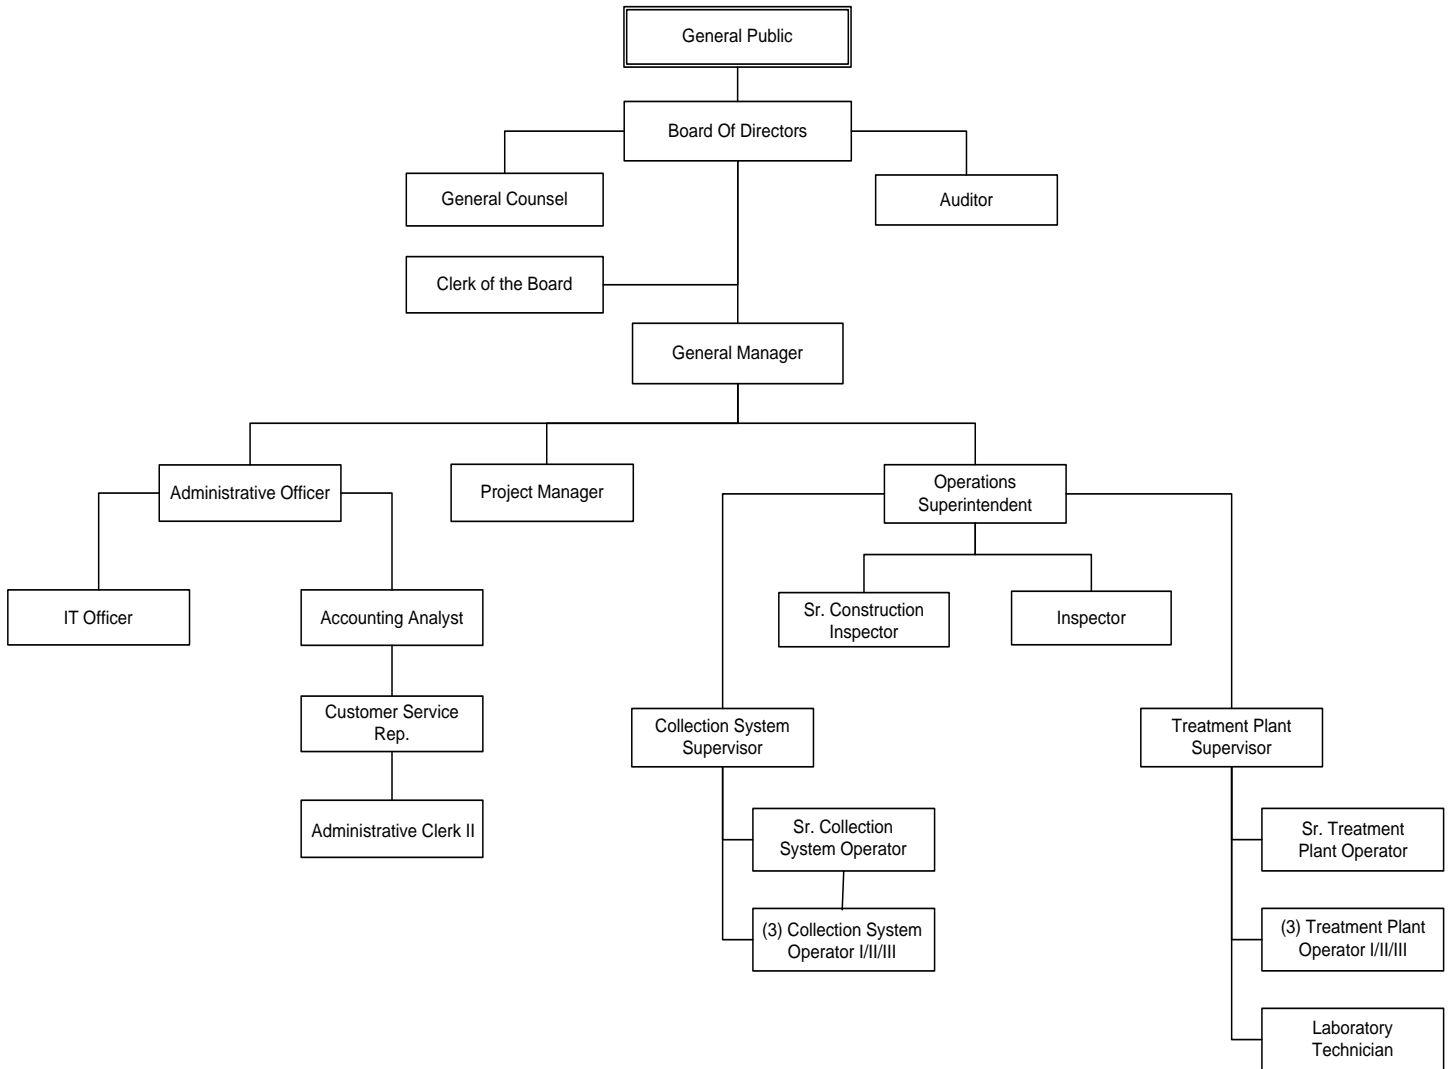 General Public
Board Of Directors
General Counsel
Auditor
Clerk of the Board
General Manager
Administrative Officer
Project Manager
Operations
Superintendent
IT Officer
Accounting Analyst
Sr. Construction
Inspector
Inspector
Customer Service
Rep.
Collection System
Supervisor
Treatment Plant
Supervisor
Administrative Clerk II
Sr. Collection
System Operator
Sr. Treatment
Plant Operator
(3) Collection System
Operator I/II/III
(3) Treatment Plant
Operator I/II/III
Laboratory
Technician